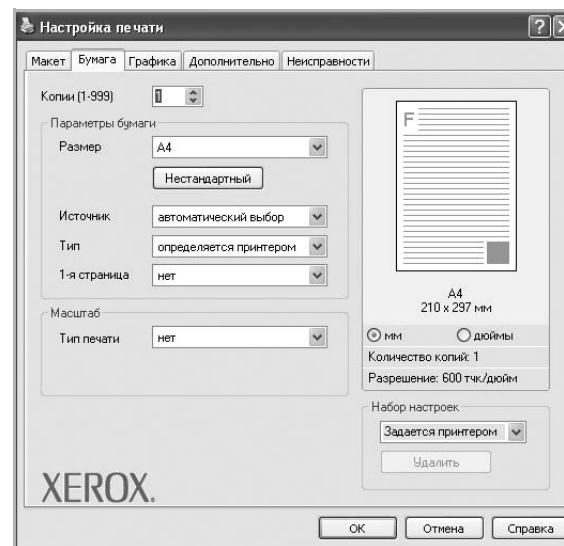 Настройка печати
Макет Бумага Графика Дополнительно Неисправности
Копии (1-999) 1
Параметры бумаги
Размер A4
Нестандартный
Источник автоматический выбор
Тип определяется принтером
1-я страница нет
Масштаб
Тип печати нет
XEROX.
F
A4
210 x 297 мм
мм дюймы
Количество копий: 1
Разрешение: 600 тчк/дюйм
Набор настроек
Задается принтером
Удалить
OK Отмена Справка